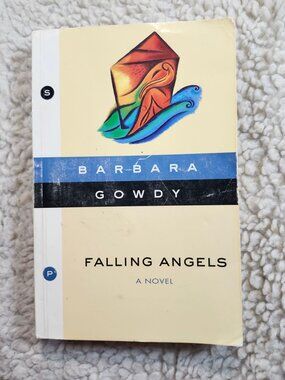 S
BARBARA
GOWDY
FALLING ANGELS
A NOVEL
P